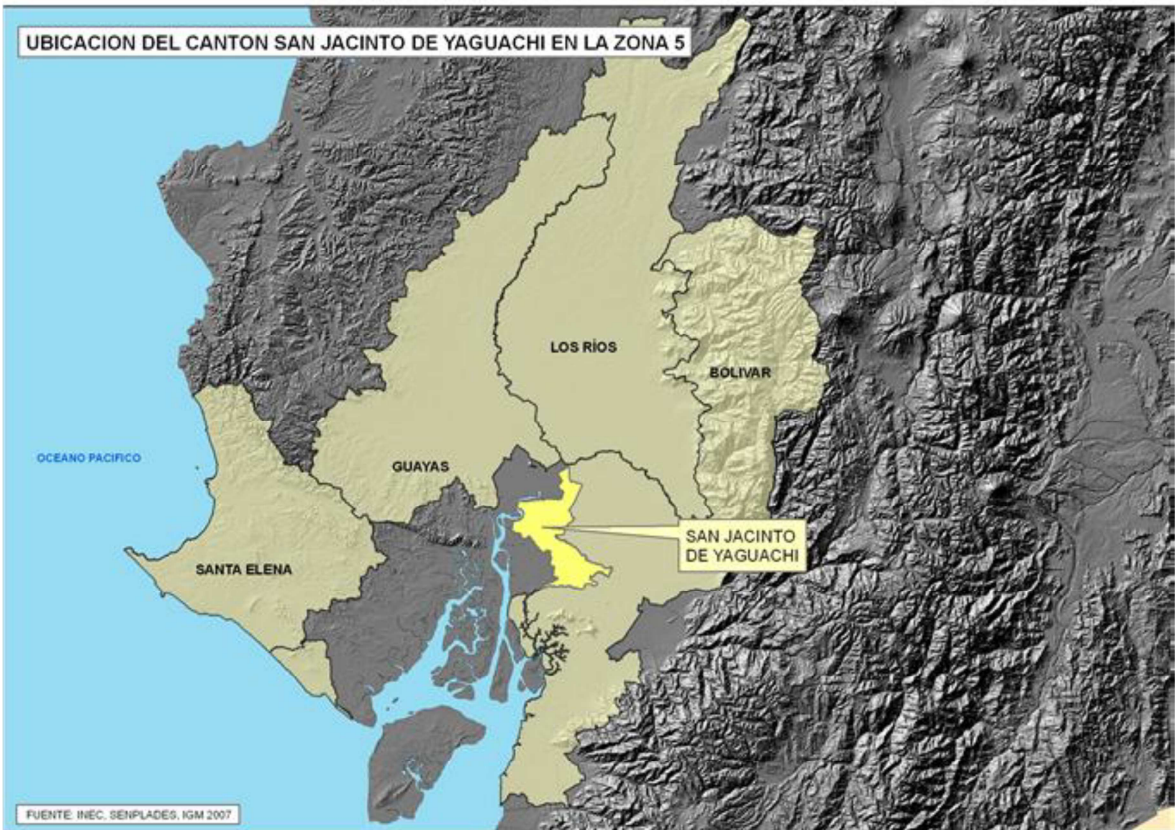 UBICACION DEL CANTON SAN JACINTO DE YAGUACHI EN LA ZONA 5
LOS RÍOS
BOLIVAR
OCEANO PACIFICO
GUAYAS
SAN JACINTO
DE YAGUACHI
SANTA ELENA
FUENTE: INEC, SENPLADES, IGM 2007